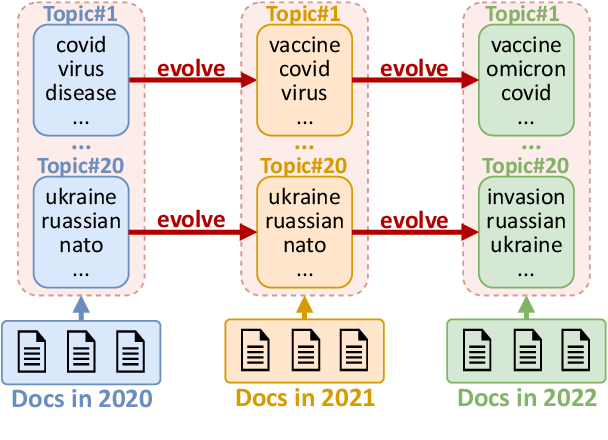 Topic#1
covid
virus
disease
...
...
Topic#20
ukraine
ruassian
nato
...
Docs in 2020
evolve
evolve
Topic#1
vaccine
covid
virus
...
...
Topic#20
ukraine
ruassian
nato
...
Docs in 2021
evolve
evolve
Topic#1
vaccine
omicron
covid
...
...
Topic#20
invasion
ruassian
ukraine
...
Docs in 2022